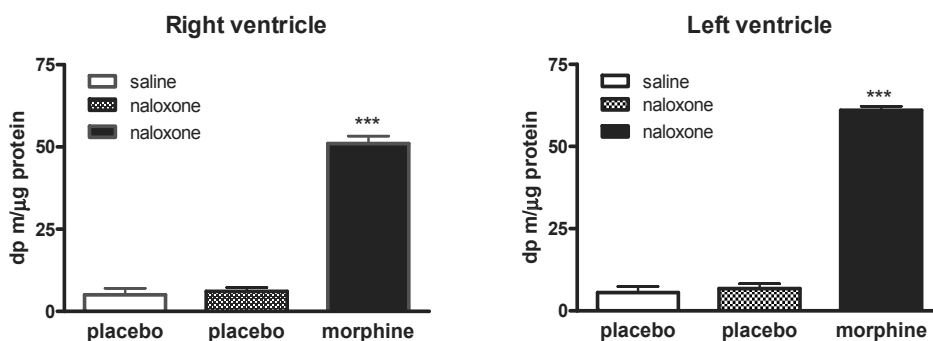 Right ventricle
75
50
25
0
dp m/μg protein
saline
naloxone
naloxone
***
placebo placebo morphine
Left ventricle
75
50
25
0
dp m/μg protein
saline
naloxone
naloxone
***
placebo placebo morphine